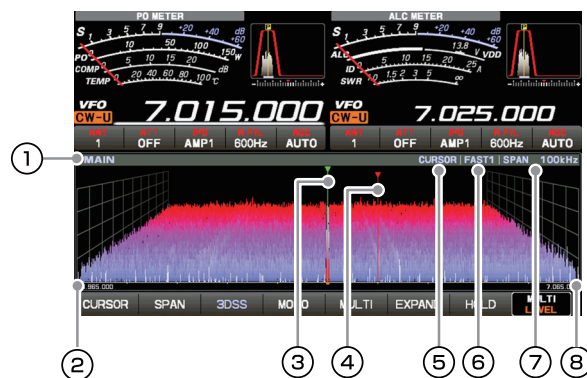 PO METER
ALC METER
S 1 3 5 7 9 +20 +40 dB +60
PO 0 10 50 100 150 W
COMP 0 5 10 15 20 dB
TEMP 0 20 40 60 80 100 ℃
S 1 3 5 7 9 +20 +40 dB +60
ALC 13.8 V VDD
ID 0 5 10 15 20 25 A
SWR 1 1.5 2 3 5 ∞
P
P
VFO
CW-U
7.015.000
VFO
CW-U
7.025.000
ANT
1
ATT
OFF
IPO
AMP1
R.FIL
600Hz
AGC
AUTO
ANT
1
ATT
OFF
IPO
AMP1
R.FIL
600Hz
AGC
AUTO
1
MAIN
CURSOR | FAST1 | SPAN 100kHz
3
4
5
6
7
.965.000
7.065.0
CURSOR
SPAN
3DSS
MONO
MULTI
EXPAND
HOLD
MULTI
LEVEL
2
8